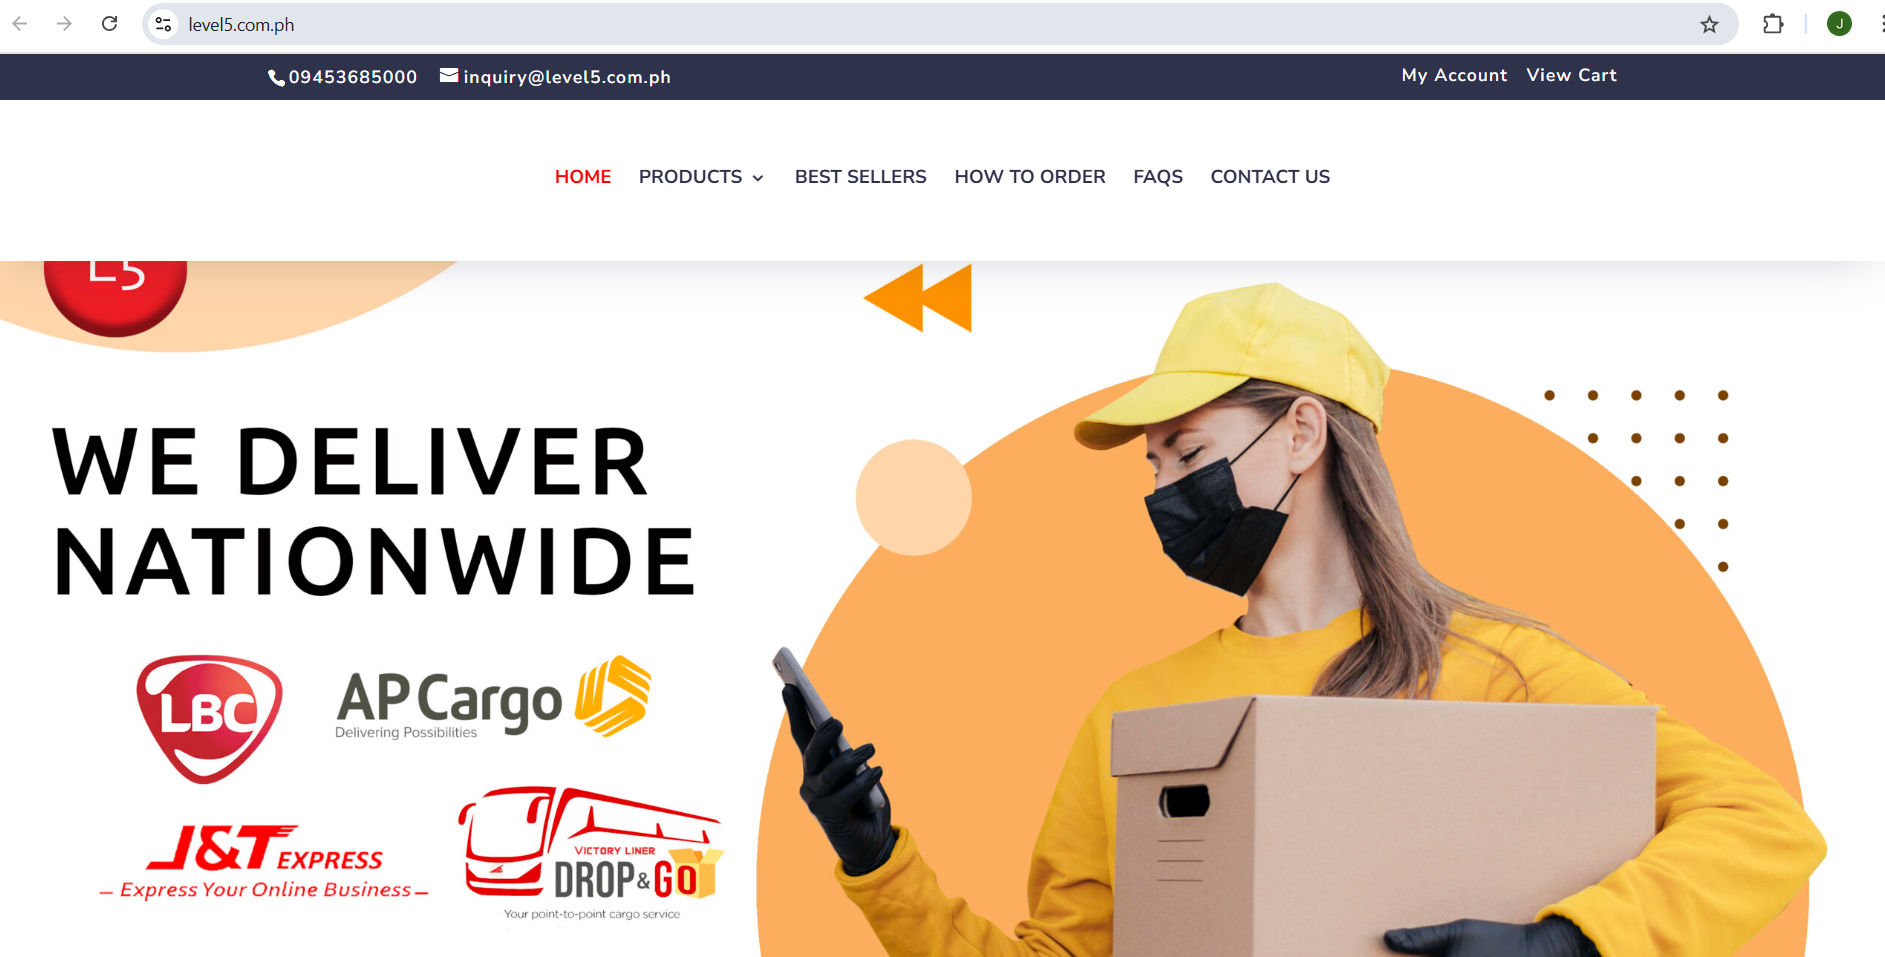 level5.com.ph
J
09453685000 inquiry@level5.com.ph My Account View Cart
HOME PRODUCTS BEST SELLERS HOW TO ORDER FAQS CONTACT US
L5
WE DELIVER
NATIONWIDE
LBC
AP Cargo
Delivering Possibilities
J&T EXPRESS
Express Your Online Business
VICTORY LINER
DROP & GO
Your point-to-point cargo service